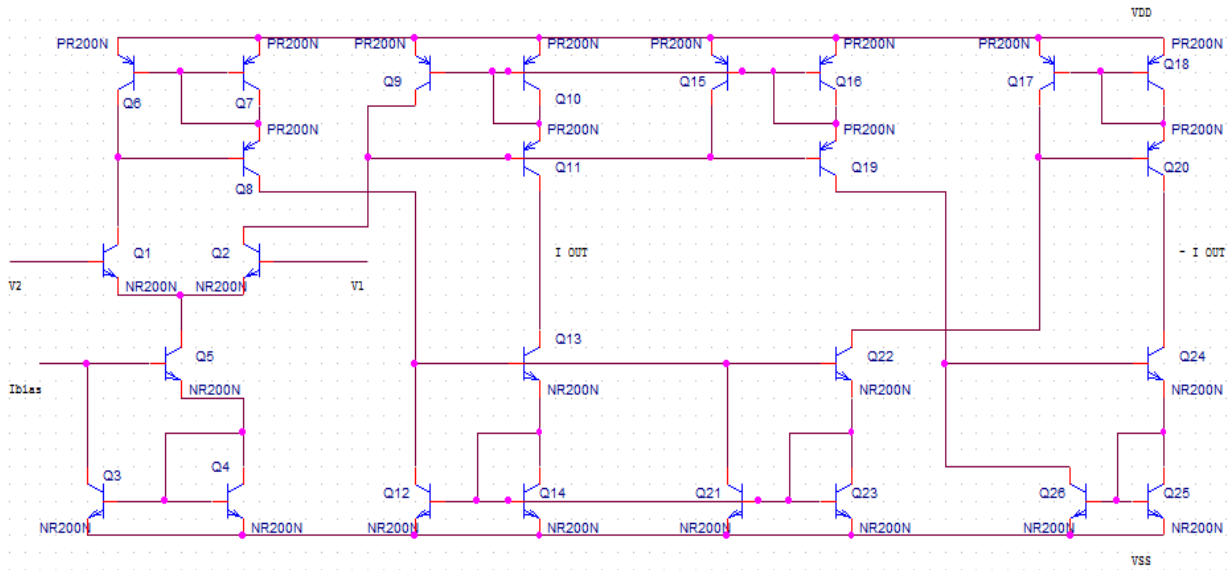 VDD
PR200N PR200N PR200N PR200N PR200N PR200N PR200N PR200N
Q6 Q7 Q9 Q10 Q15 Q16 Q17 Q18
PR200N PR200N PR200N PR200N
Q8 Q11 Q19 Q20
Q1 Q2 I OUT - I OUT
V2 NR200N NR200N V1
Q5 Q13 Q22 Q24
Ibias NR200N NR200N NR200N NR200N
Q3 Q4 Q12 Q14 Q21 Q23 Q26 Q25
NR200N NR200N NR200N NR200N NR200N NR200N NR200N NR200N
VSS